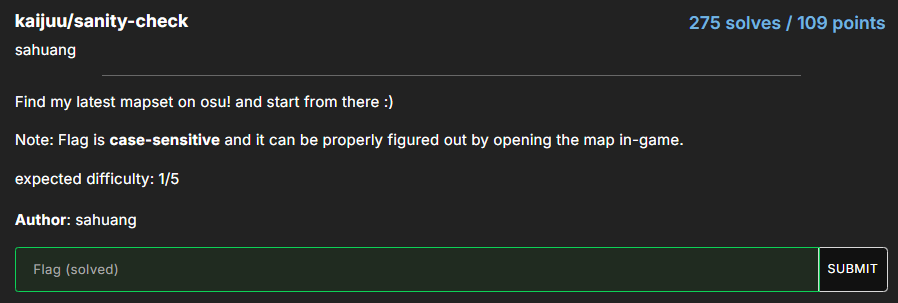 kaijuu/sanity-check
275 solves / 109 points
sahuang
Find my latest mapset on osu! and start from there :)
Note: Flag is case-sensitive and it can be properly figured out by opening the map in-game.
expected difficulty: 1/5
Author: sahuang
Flag (solved)
SUBMIT